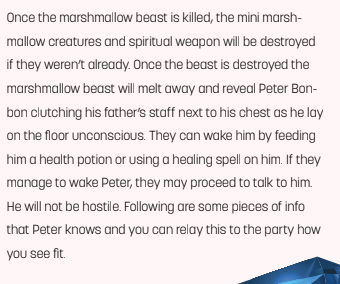 Once the marshmallow beast is killed, the mini marsh-
mallow creatures and spiritual weapon will be destroyed
if they weren't already. Once the beast is destroyed the
marshmallow beast will melt away and reveal Peter Bon-
bon clutching his father's staff next to his chest as he lay
on the floor unconscious. They can wake him by feeding
him a health potion or using a healing spell on him. If they
manage to wake Peter, they may proceed to talk to him.
He will not be hostile. Following are some pieces of info
that Peter knows and you can relay this to the party how
you see fit.